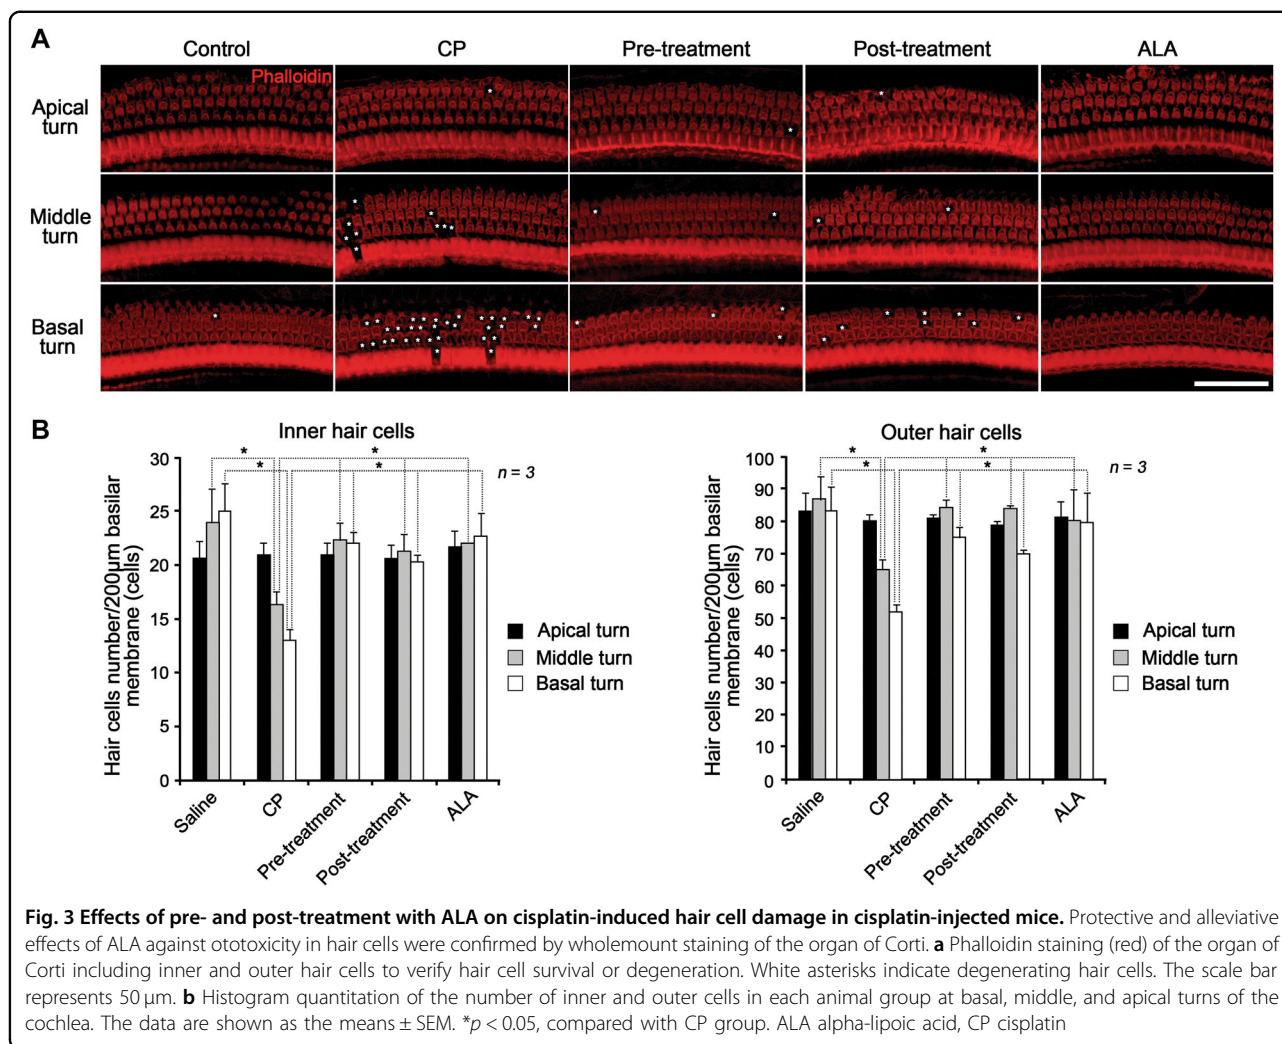 A
Control
CP
Pre-treatment
Post-treatment
ALA
Phalloidin
Apical
turn
Middle
turn
Basal
turn
B
Inner hair cells
n = 3
Hair cells number/200µm basilar
membrane (cells)
30
25
20
15
10
5
0
Apical turn
Middle turn
Basal turn
Saline
CP
Pre-treatment
Post-treatment
ALA
Outer hair cells
n = 3
Hair cells number/200µm basilar
membrane (cells)
100
90
80
70
60
50
40
30
20
10
0
Apical turn
Middle turn
Basal turn
Saline
CP
Pre-treatment
Post-treatment
ALA
Fig. 3 Effects of pre- and post-treatment with ALA on cisplatin-induced hair cell damage in cisplatin-injected mice. Protective and alleviative
effects of ALA against ototoxicity in hair cells were confirmed by wholemount staining of the organ of Corti. a Phalloidin staining (red) of the organ of
Corti including inner and outer hair cells to verify hair cell survival or degeneration. White asterisks indicate degenerating hair cells. The scale bar
represents 50 µm. b Histogram quantitation of the number of inner and outer cells in each animal group at basal, middle, and apical turns of the
cochlea. The data are shown as the means ± SEM. *p < 0.05, compared with CP group. ALA alpha-lipoic acid, CP cisplatin